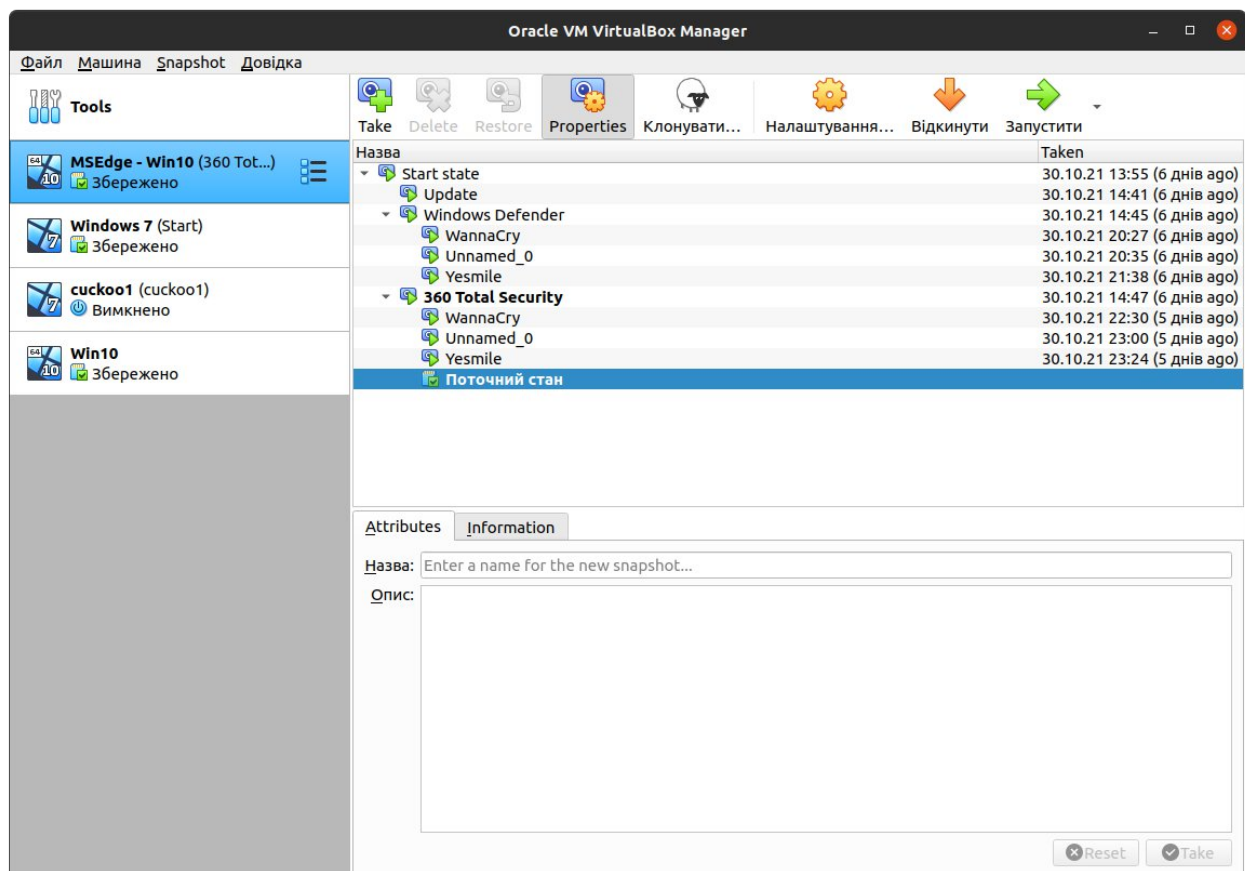 Oracle VM VirtualBox Manager
Файл Машина Snapshot Довідка
Tools
Take Delete Restore Properties Клонувати... Налаштування... Відкинути Запустити
MSEdge - Win10 (360 Tot...)
Збережено
Windows 7 (Start)
Збережено
cuckoo1 (cuckoo1)
Вимкнено
Win10
Збережено
Назва Taken
Start state 30.10.21 13:55 (6 днів ago)
Update 30.10.21 14:41 (6 днів ago)
Windows Defender 30.10.21 14:45 (6 днів ago)
WannaCry 30.10.21 20:27 (6 днів ago)
Unnamed_0 30.10.21 20:35 (6 днів ago)
Yesmile 30.10.21 21:38 (6 днів ago)
360 Total Security 30.10.21 14:47 (6 днів ago)
WannaCry 30.10.21 22:30 (5 днів ago)
Unnamed_0 30.10.21 23:00 (5 днів ago)
Yesmile 30.10.21 23:24 (5 днів ago)
Поточний стан
Attributes Information
Назва: Enter a name for the new snapshot...
Опис:
Reset Take